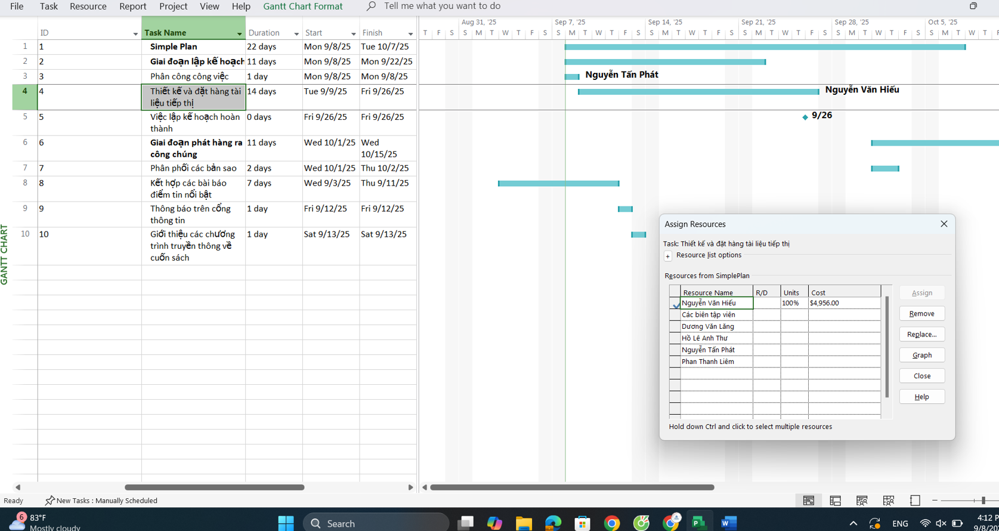 File Task Resource Report Project View Help Gantt Chart Format Tell me what you want to do
Aug 31, '25 Sep 7, '25 Sep 14, '25 Sep 21, '25 Sep 28, '25 Oct 5, '25
ID Task Name Duration Start Finish
T F S S M T W T F S S M T W T F S S M T W T F S S M T W T F S S M T W T F S S M T W T F
1 1 Simple Plan 22 days Mon 9/8/25 Tue 10/7/25
2 2 Giai đoạn lập kế hoạch 11 days Mon 9/8/25 Mon 9/22/25
3 3 Phân công công việc 1 day Mon 9/8/25 Mon 9/8/25 Nguyễn Tấn Phát
4 4 Thiết kế và đặt hàng tài 14 days Tue 9/9/25 Fri 9/26/25 Nguyễn Văn Hiếu
liệu tiếp thị
5 5 Việc lập kế hoạch hoàn 0 days Fri 9/26/25 Fri 9/26/25 9/26
thành
6 6 Giai đoạn phát hàng ra 11 days Wed 10/1/25 Wed
công chúng 10/15/25
7 7 Phân phối các bản sao 2 days Wed 10/1/25 Thu 10/2/25
8 8 Kết hợp các bài báo 7 days Wed 9/3/25 Thu 9/11/25
điểm tin nổi bật
9 9 Thông báo trên cổng 1 day Fri 9/12/25 Fri 9/12/25
thông tin
10 10 Giới thiệu các chương 1 day Sat 9/13/25 Sat 9/13/25
trình truyền thông về
cuốn sách
GANTT CHART
Assign Resources
Task: Thiết kế và đặt hàng tài liệu tiếp thị
+ Resource list options
Resources from SimplePlan
Resource Name R/D Units Cost
Nguyễn Văn Hiếu 100% $4,956.00
Các biên tập viên
Dương Văn Lăng
Hồ Lê Anh Thư
Nguyễn Tấn Phát
Phan Thanh Liêm
Assign
Remove
Replace...
Graph
Close
Help
Hold down Ctrl and click to select multiple resources
Ready New Tasks : Manually Scheduled
6 83°F
Mostly cloudy
Search
ENG
4:12 P
9/8/20